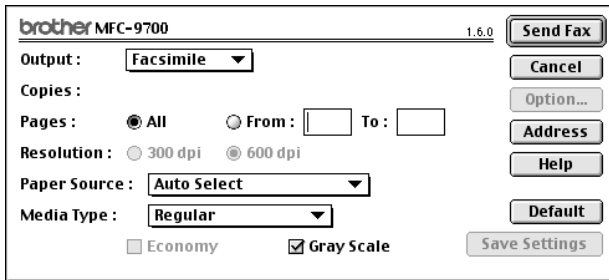 brother MFC-9700 1.6.0 Send Fax
Output : Facsimile Cancel
Copies : Option...
Pages : All From : To : Address
Resolution : 300 dpi 600 dpi Help
Paper Source : Auto Select
Media Type : Regular Default
Economy Gray Scale Save Settings